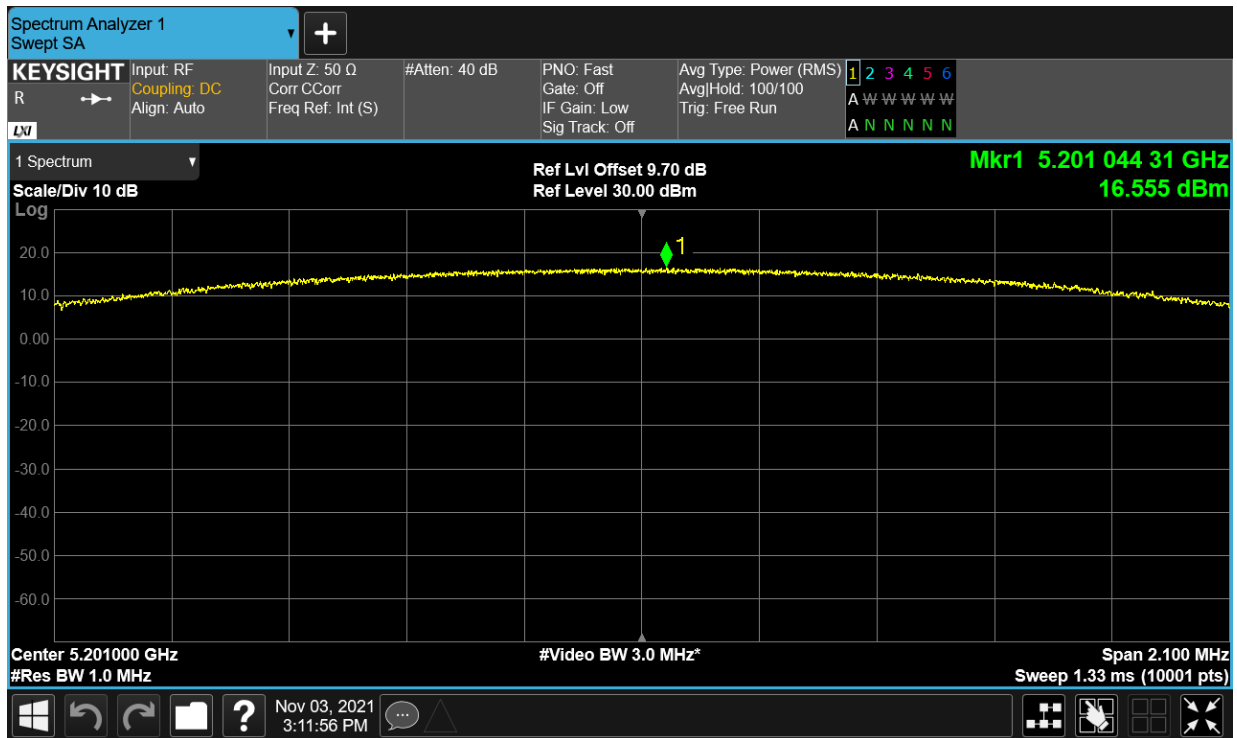 Spectrum Analyzer 1
Swept SA
KEYSIGHT
R
LXI
Input: RF
Coupling: DC
Align: Auto
Input Z: 50 Ω
Corr CCorr
Freq Ref: Int (S)
#Atten: 40 dB
PNO: Fast
Gate: Off
IF Gain: Low
Sig Track: Off
Avg Type: Power (RMS)
Avg|Hold: 100/100
Trig: Free Run
1 2 3 4 5 6
A W W W W W
A N N N N N
1 Spectrum
Scale/Div 10 dB
Log
Ref Lvl Offset 9.70 dB
Ref Level 30.00 dBm
Mkr1 5.201 044 31 GHz
16.555 dBm
1
20.0
10.0
0.00
-10.0
-20.0
-30.0
-40.0
-50.0
-60.0
Center 5.201000 GHz
#Res BW 1.0 MHz
#Video BW 3.0 MHz*
Span 2.100 MHz
Sweep 1.33 ms (10001 pts)
?
Nov 03, 2021
3:11:56 PM